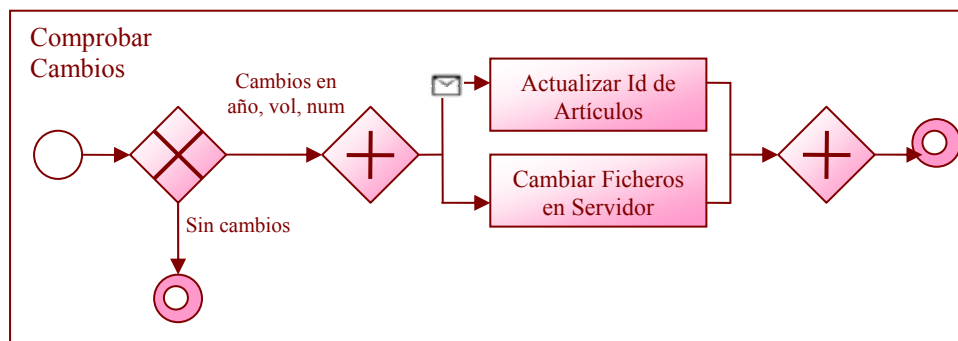 Comprobar
Cambios
Cambios en
año, vol, num
Actualizar Id de
Artículos
Cambiar Ficheros
en Servidor
Sin cambios